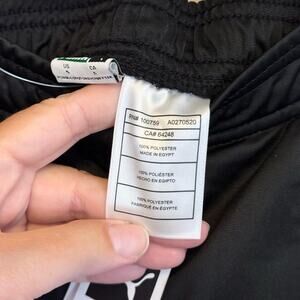 RN# 100759 A0270520
CA# 64248
100% POLYESTER
MADE IN EGYPT
100% POLIÉSTER
HECHO EN EGIPTO
100% POLYESTER
FABRIQUÉ EN ÉGYPTE